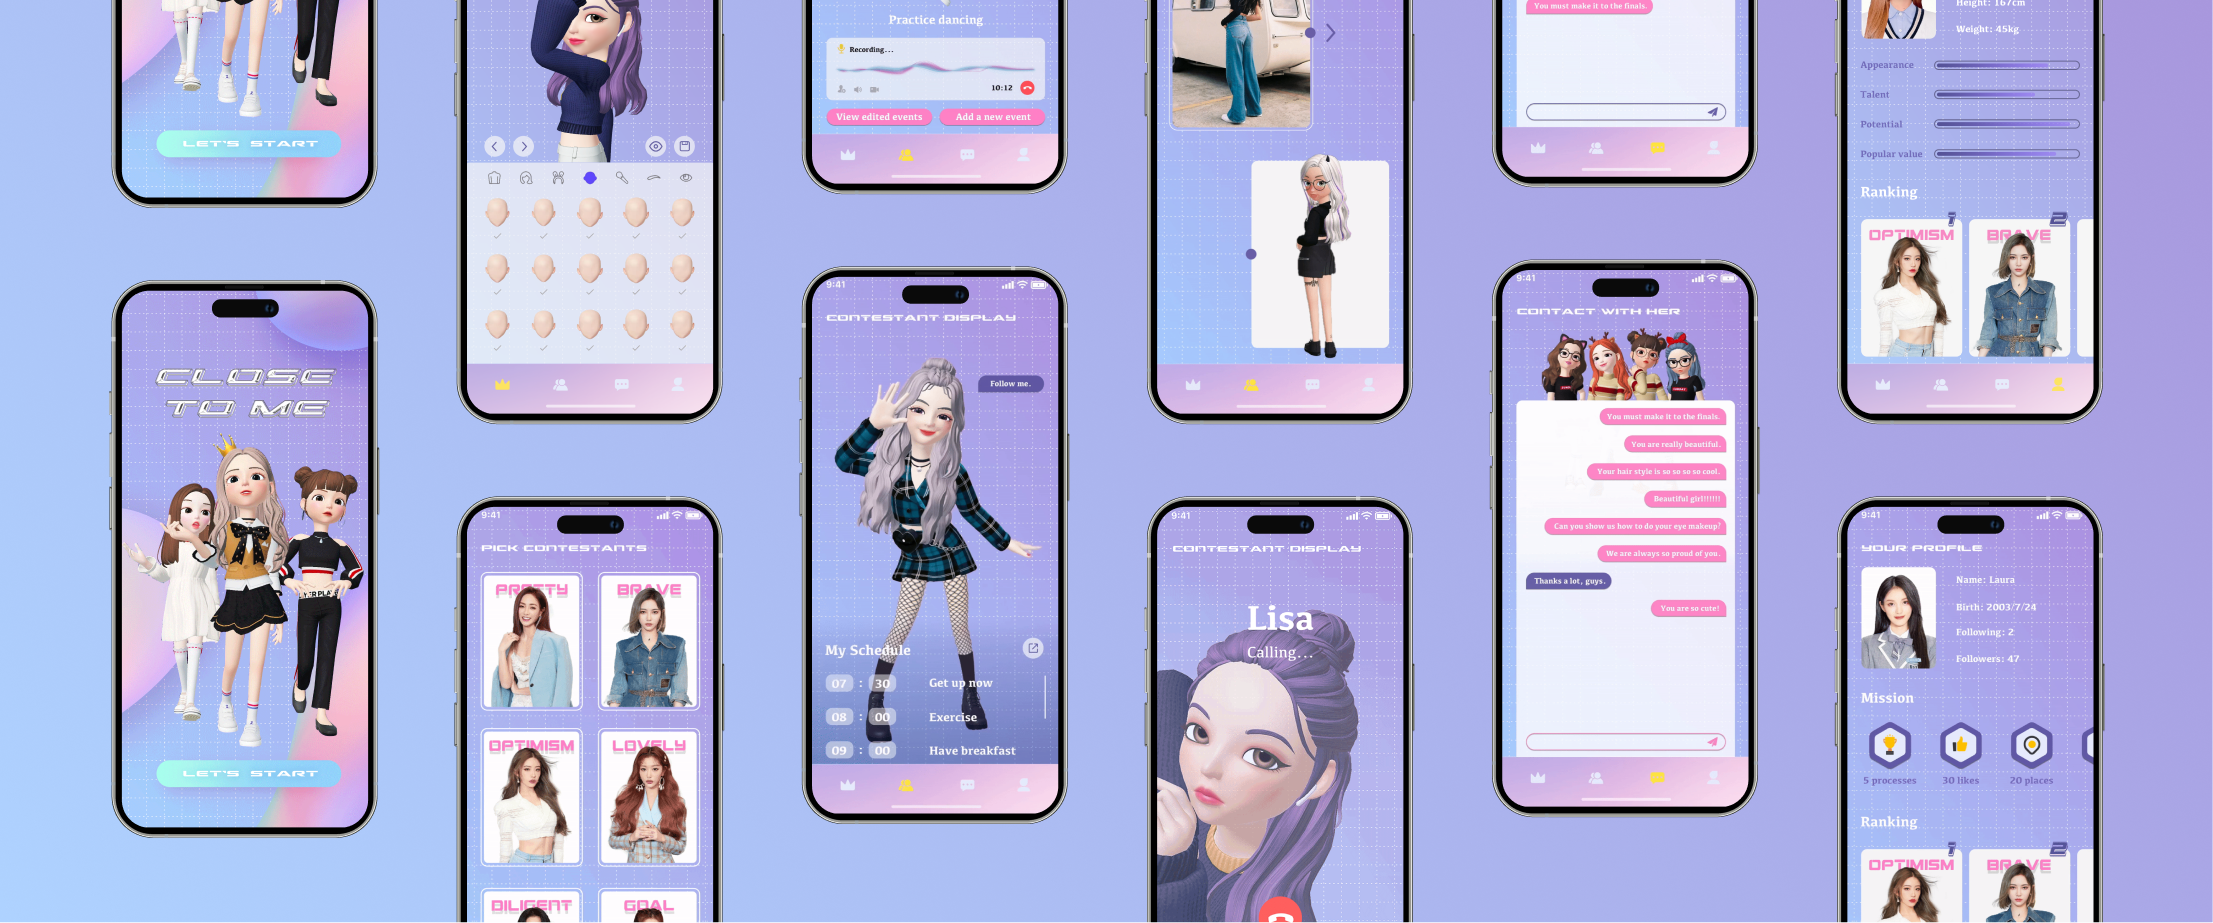 LET'S START
CLOSE
TO ME
LET'S START
9:41
PICK CONTESTANTS
PRETTY
BRAVE
OPTIMISM
LOVELY
DILIGENT
GOAL
Practice dancing
Recording...
10:12
View edited events
Add a new event
9:41
CONTESTANT DISPLAY
Follow me.
My Schedule
07 : 30 Get up now
08 : 00 Exercise
09 : 00 Have breakfast
9:41
CONTESTANT DISPLAY
Lisa
Calling...
You must make it to the finals.
9:41
CONTACT WITH HER
You must make it to the finals.
You are really beautiful.
Your hair style is so so so so cool.
Beautiful girl!!!!!!
Can you show us how to do your eye makeup?
We are always so proud of you.
Thanks a lot, guys.
You are so cute!
Height: 167cm
Weight: 45kg
Appearance
Talent
Potential
Popular value
Ranking
1
2
OPTIMISM
BRAVE
9:41
YOUR PROFILE
Name: Laura
Birth: 2003/7/24
Following: 2
Followers: 47
Mission
5 processes
30 likes
20 places
Ranking
1
2
OPTIMISM
BRAVE